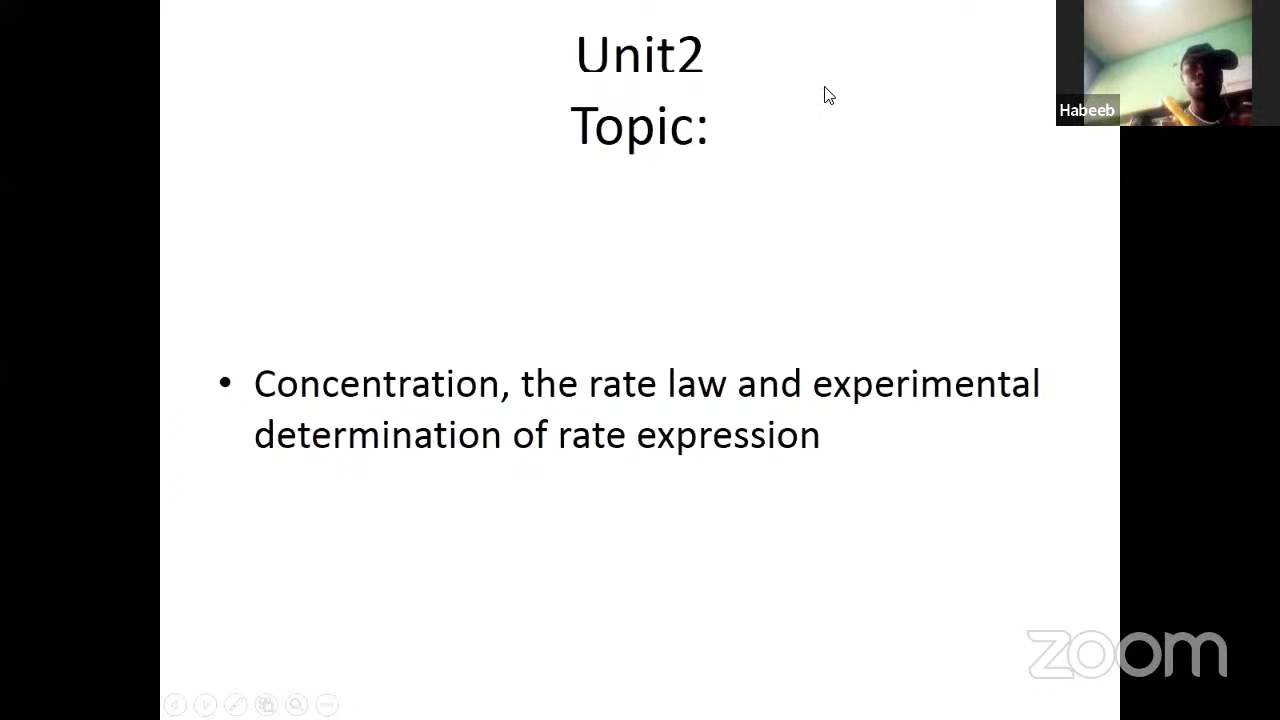 Unit2
Topic:
Habeeb
• Concentration, the rate law and experimental
determination of rate expression
zoom